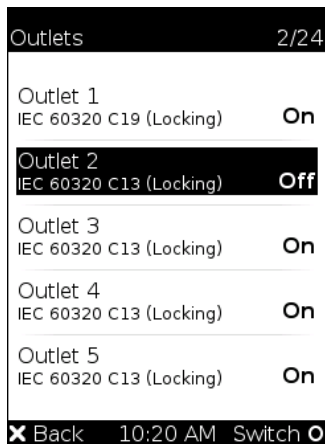 Outlets 2/24
Outlet 1
IEC 60320 C19 (Locking) On
Outlet 2
IEC 60320 C13 (Locking) Off
Outlet 3
IEC 60320 C13 (Locking) On
Outlet 4
IEC 60320 C13 (Locking) On
Outlet 5
IEC 60320 C13 (Locking) On
X Back 10:20 AM Switch O